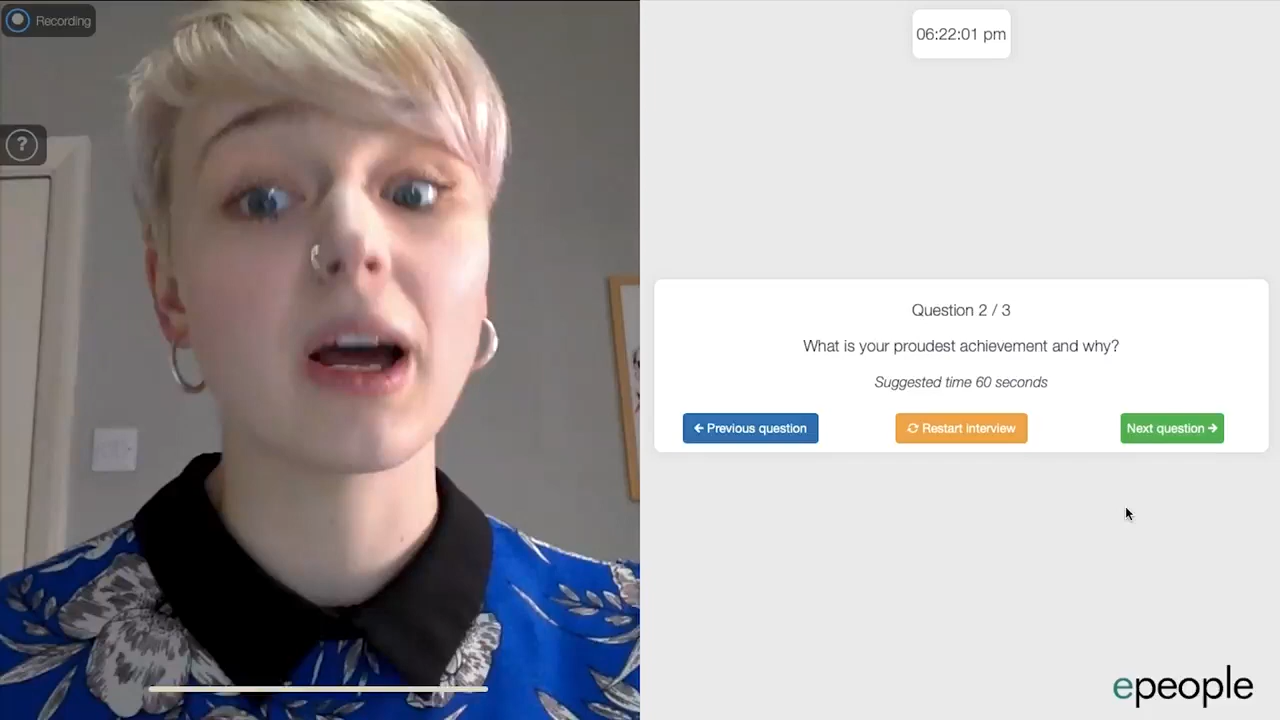 Recording
?
06:22:01 pm
Question 2 / 3
What is your proudest achievement and why?
Suggested time 60 seconds
Previous question
Restart interview
Next question
epeople